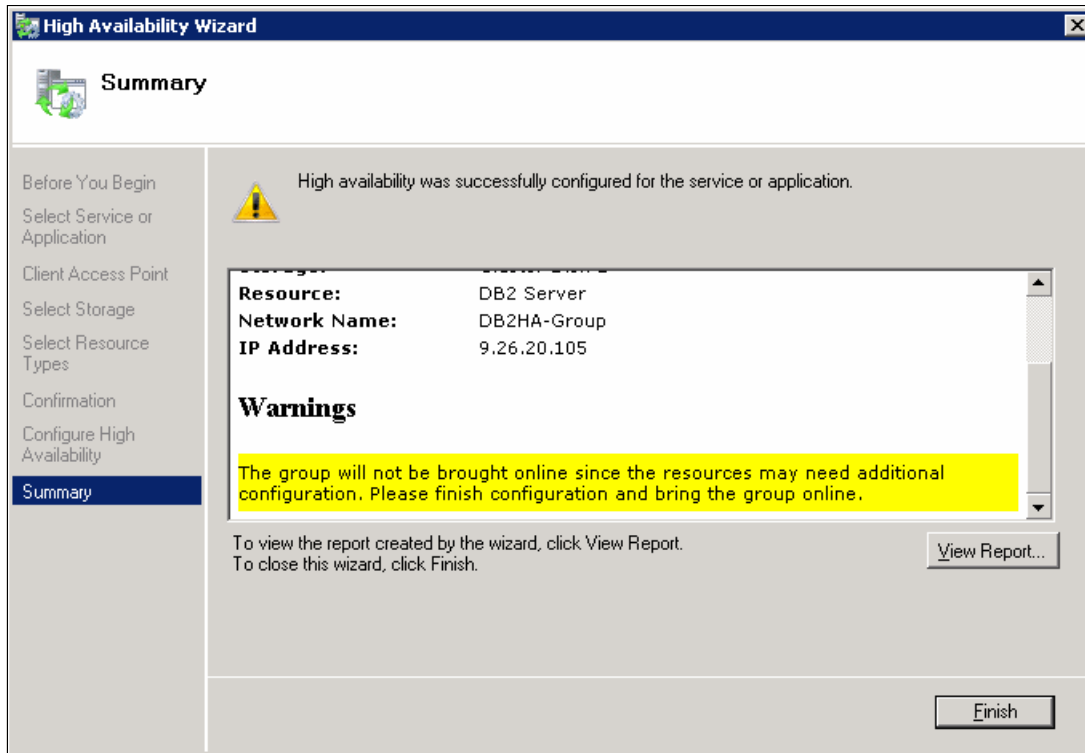 High Availability Wizard
Summary
Before You Begin
Select Service or
Application
Client Access Point
Select Storage
Select Resource
Types
Confirmation
Configure High
Availability
Summary
High availability was successfully configured for the service or application.
Resource: DB2 Server
Network Name: DB2HA-Group
IP Address: 9.26.20.105
Warnings
The group will not be brought online since the resources may need additional
configuration. Please finish configuration and bring the group online.
To view the report created by the wizard, click View Report.
To close this wizard, click Finish.
View Report...
Finish